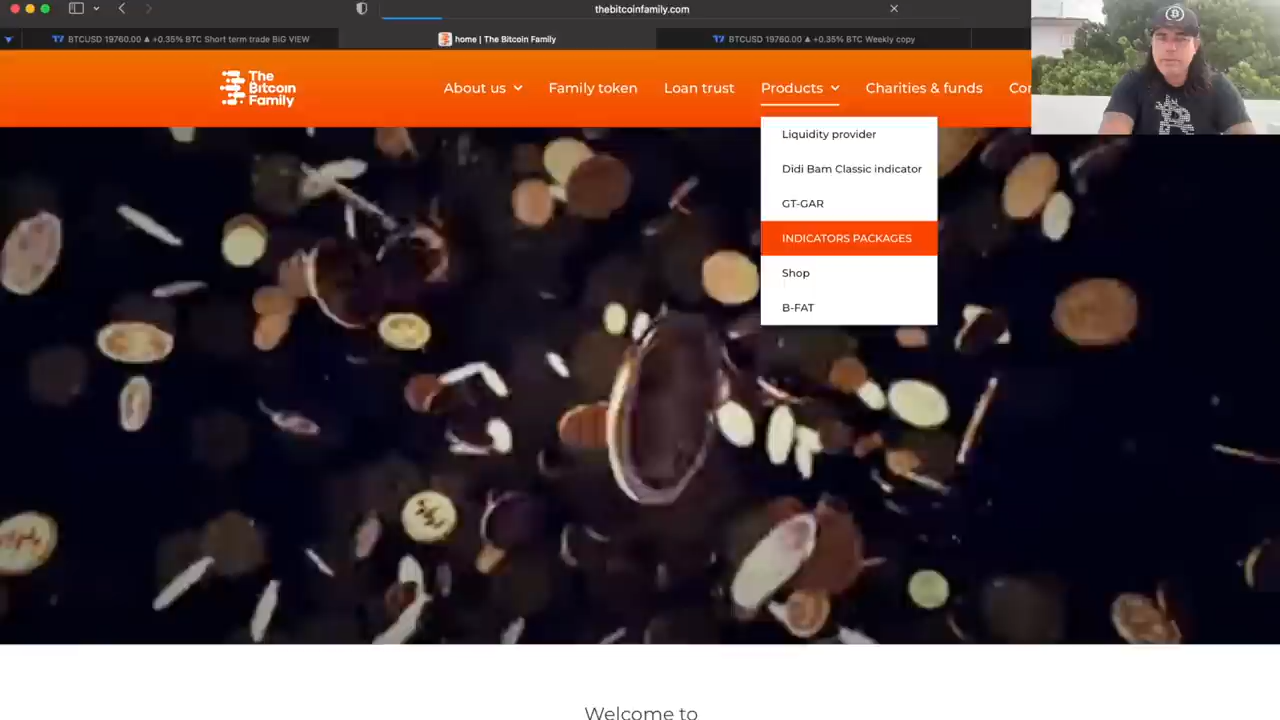 thebitcoinfamily.com
BTCUSD 19760.00 ▲ +0.35% BTC Short term trade BIG VIEW
home | The Bitcoin Family
BTCUSD 19760.00 ▲ +0.35% BTC Weekly copy
The
Bitcoin
Family
About us
Family token
Loan trust
Products
Charities & funds
Co
Liquidity provider
Didi Bam Classic indicator
GT-GAR
INDICATORS PACKAGES
Shop
B-FAT
Welcome to